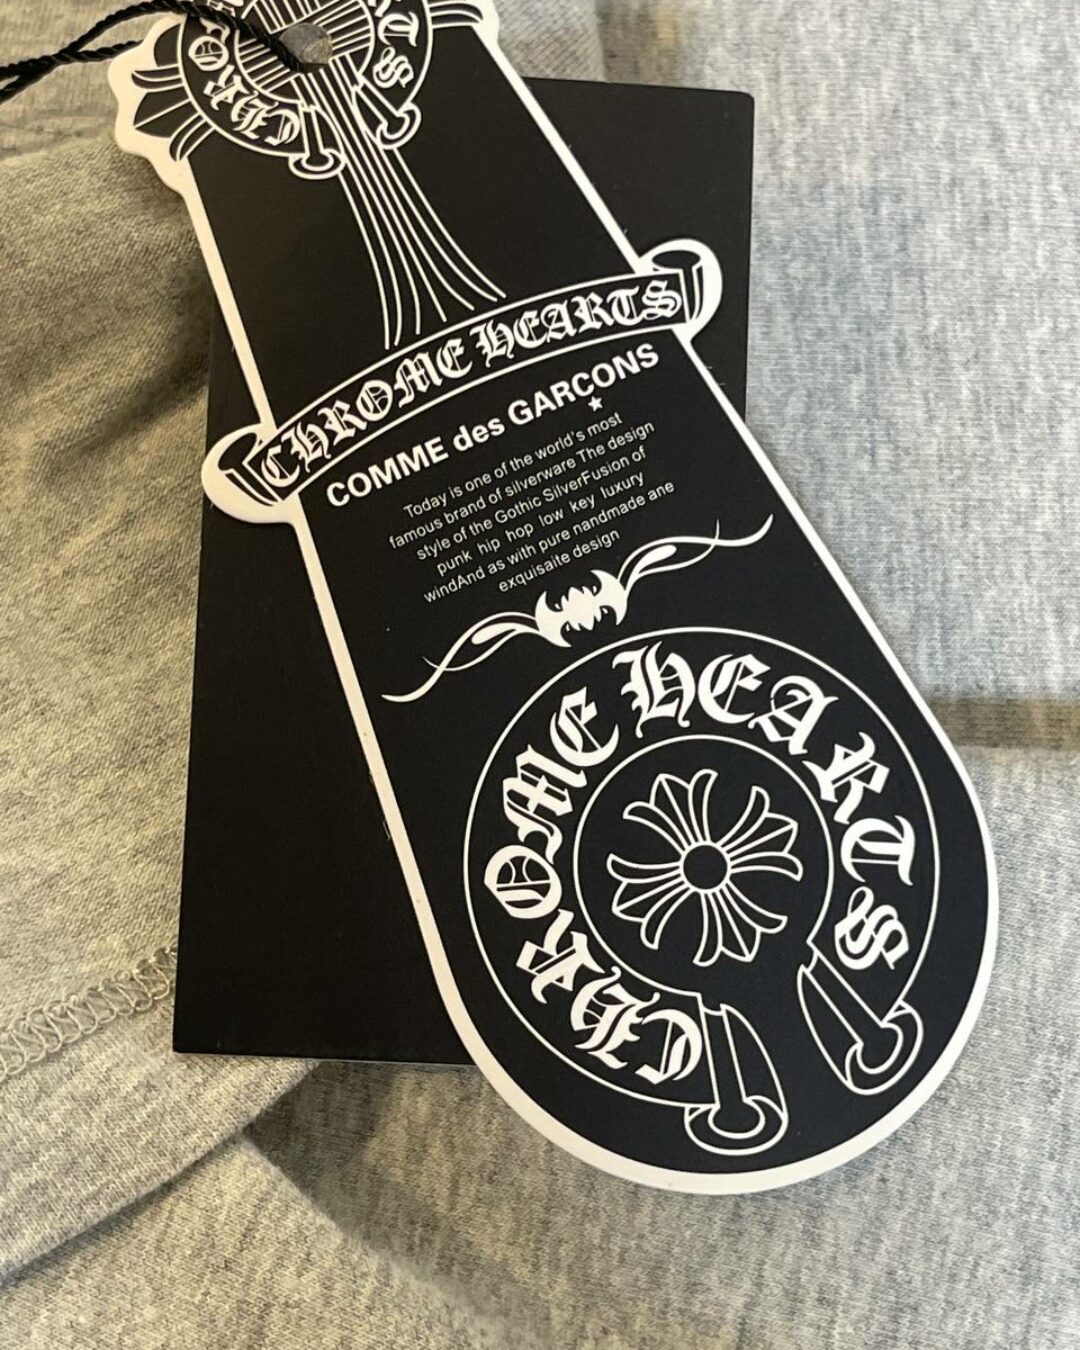 CHROME HEARTS
CHROME HEARTS
COMME des GARCONS
Today is one of the world's most
famous brand of silverware The design
style of the Gothic SilverFusion of
punk hip hop low key luxury
windAnd as with pure nandmade ane
exquisaite design
CHROME HEARTS